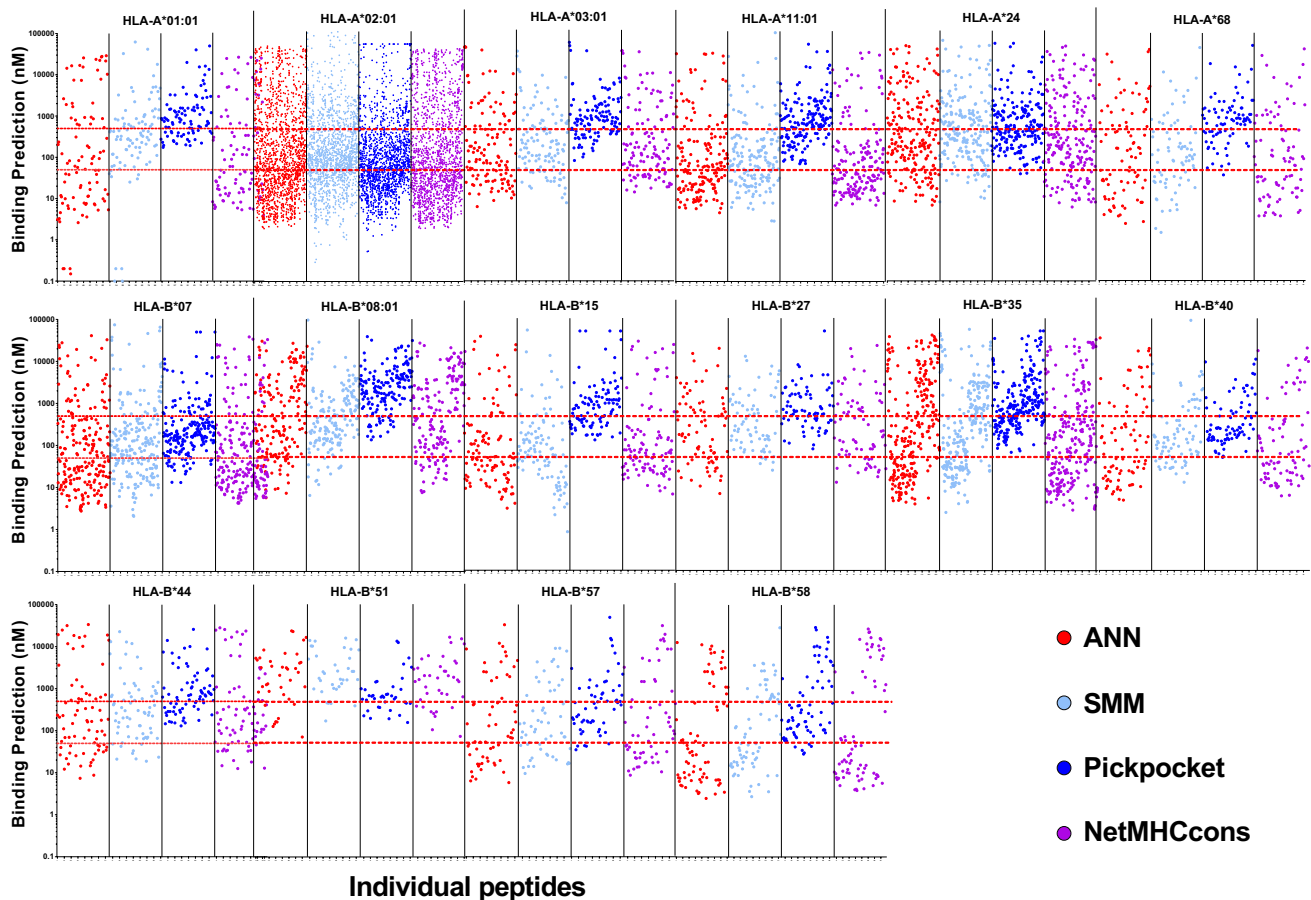 HLA-A*01:01 HLA-A*02:01 HLA-A*03:01 HLA-A*11:01 HLA-A*24 HLA-A*68
Binding Prediction (nM)
100000
10000
1000
100
10
1
0.1
HLA-B*07 HLA-B*08:01 HLA-B*15 HLA-B*27 HLA-B*35 HLA-B*40
Binding Prediction (nM)
100000
10000
1000
100
10
1
0.1
HLA-B*44 HLA-B*51 HLA-B*57 HLA-B*58
Binding Prediction (nM)
100000
10000
1000
100
10
1
0.1
Individual peptides
ANN
SMM
Pickpocket
NetMHCcons